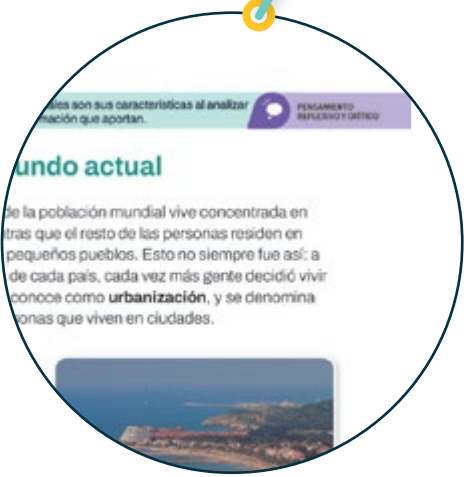 les son sus características al analizar
mación que aportan.
PENSAMIENTO
REFLEXIVO Y CRÍTICO
undo actual
de la población mundial vive concentrada en
tras que el resto de las personas residen en
pequeños pueblos. Esto no siempre fue así: a
de cada país, cada vez más gente decidió vivir
conoce como urbanización, y se denomina
onas que viven en ciudades.